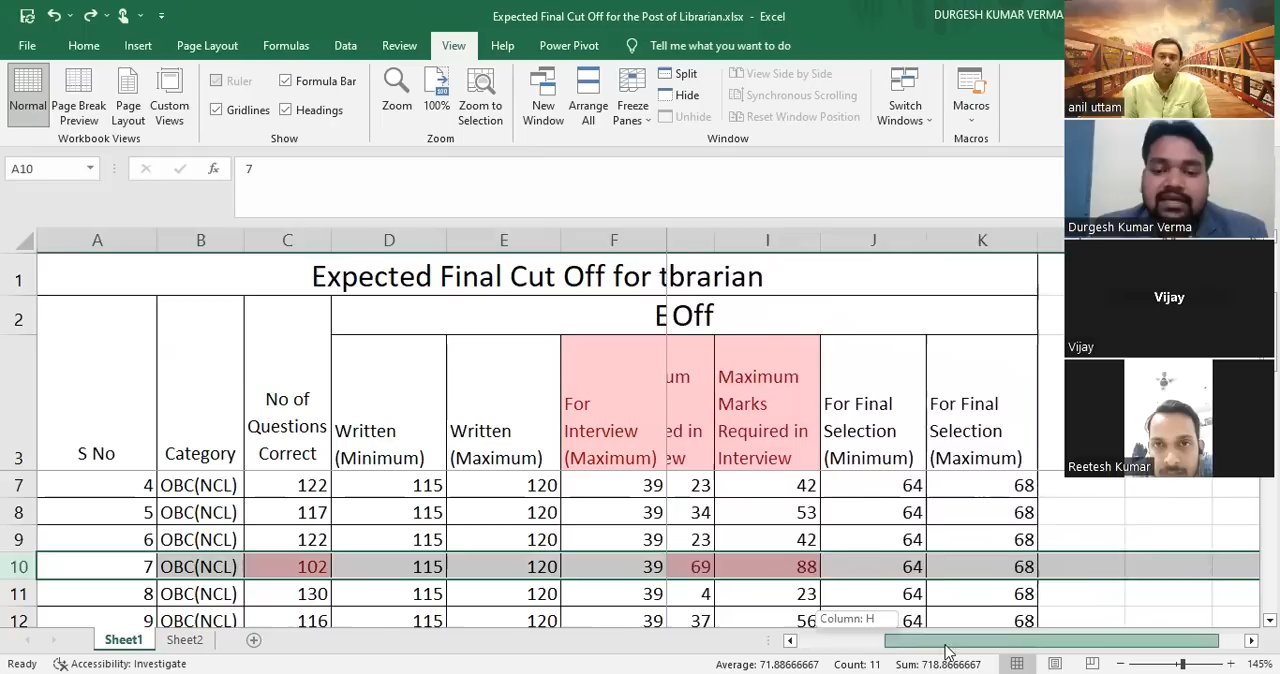 Expected Final Cut Off for the Post of Librarian.xlsx - Excel
DURGESH KUMAR VERMA
File Home Insert Page Layout Formulas Data Review View Help Power Pivot Tell me what you want to do
Normal
Page Break Preview
Page Layout
Custom Views
Workbook Views
Ruler
Formula Bar
Gridlines
Headings
Show
Zoom
100%
Zoom to Selection
Zoom
New Window
Arrange All
Freeze Panes
Split
Hide
Unhide
View Side by Side
Synchronous Scrolling
Reset Window Position
Window
Switch Windows
Macros
Macros
anil uttam
Durgesh Kumar Verma
Vijay
Vijay
Reetesh Kumar
A10
fx
7
A B C D E F I J K
1 Expected Final Cut Off for tbrarian
2 E Off
3
S No
Category
No of Questions Correct
Written (Minimum)
Written (Maximum)
For Interview (Maximum)
um
ed in
ew
Maximum Marks Required in Interview
For Final Selection (Minimum)
For Final Selection (Maximum)
7 4 OBC(NCL) 122 115 120 39 23 42 64 68
8 5 OBC(NCL) 117 115 120 39 34 53 64 68
9 6 OBC(NCL) 122 115 120 39 23 42 64 68
10 7 OBC(NCL) 102 115 120 39 69 88 64 68
11 8 OBC(NCL) 130 115 120 39 4 23 64 68
12 9 OBC(NCL) 116 115 120 39 37 56 64 68
Column: H
Sheet1 Sheet2
Ready Accessibility: Investigate
Average: 71.88666667 Count: 11 Sum: 718.8666667
145%